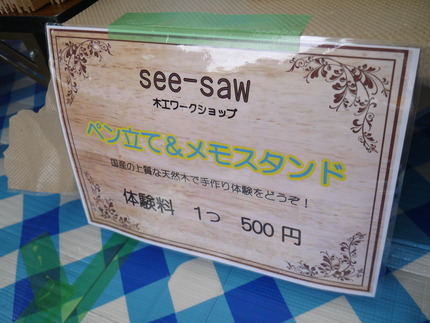 see-saw
木工ワークショップ
ペン立て&メモスタンド
国産の上質な天然木で手作り体験をどうぞ!
体験料 1つ 500円